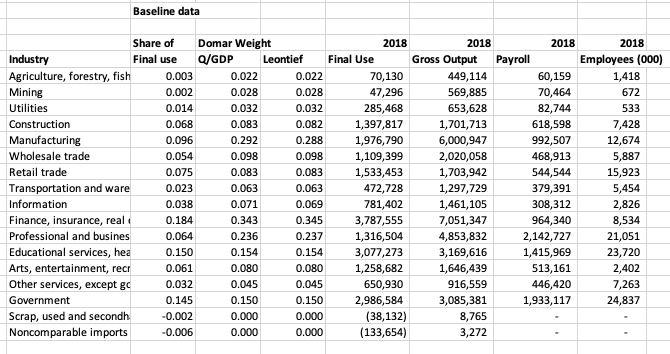 Baseline data
Share of Domar Weight 2018 2018 2018 2018
Industry Final use Q/GDP Leontief Final Use Gross Output Payroll Employees (000)
Agriculture, forestry, fish 0.003 0.022 0.022 70,130 449,114 60,159 1,418
Mining 0.002 0.028 0.028 47,296 569,885 70,464 672
Utilities 0.014 0.032 0.032 285,468 653,628 82,744 533
Construction 0.068 0.083 0.082 1,397,817 1,701,713 618,598 7,428
Manufacturing 0.096 0.292 0.288 1,976,790 6,000,947 992,507 12,674
Wholesale trade 0.054 0.098 0.098 1,109,399 2,020,058 468,913 5,887
Retail trade 0.075 0.083 0.083 1,533,453 1,703,942 544,544 15,923
Transportation and ware 0.023 0.063 0.063 472,728 1,297,729 379,391 5,454
Information 0.038 0.071 0.069 781,402 1,461,105 308,312 2,826
Finance, insurance, real e 0.184 0.343 0.345 3,787,555 7,051,347 964,340 8,534
Professional and busines 0.064 0.236 0.237 1,316,504 4,853,832 2,142,727 21,051
Educational services, hea 0.150 0.154 0.154 3,077,273 3,169,616 1,415,969 23,720
Arts, entertainment, recr 0.061 0.080 0.080 1,258,682 1,646,439 513,161 2,402
Other services, except go 0.032 0.045 0.045 650,930 916,559 446,420 7,263
Government 0.145 0.150 0.150 2,986,584 3,085,381 1,933,117 24,837
Scrap, used and secondha -0.002 0.000 0.000 (38,132) 8,765 - -
Noncomparable imports -0.006 0.000 0.000 (133,654) 3,272 - -